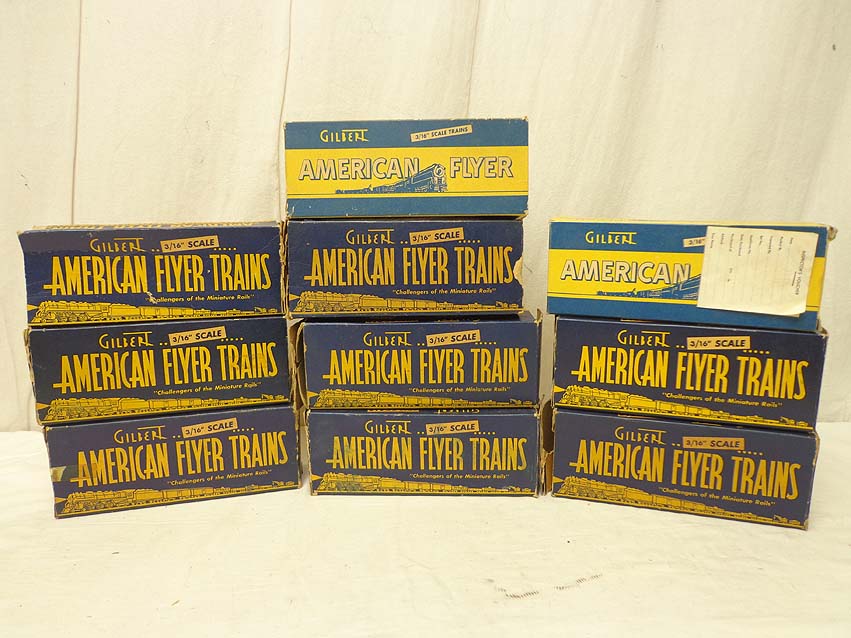 GILBERT 3/16" SCALE TRAINS
AMERICAN FLYER
GILBERT 3/16" SCALE
AMERICAN FLYER TRAINS
"Challengers of the Miniature Rails"
GILBERT 3/16" SCALE
AMERICAN FLYER TRAINS
"Challengers of the Miniature Rails"
GILBERT 3/16"
AMERICAN
INSPECTOR'S VOUCHER
GILBERT 3/16" SCALE
AMERICAN FLYER TRAINS
"Challengers of the Miniature Rails"
GILBERT 3/16" SCALE
AMERICAN FLYER TRAINS
"Challengers of the Miniature Rails"
GILBERT 3/16" SCALE
AMERICAN FLYER TRAINS
"Challengers of the Miniature Rails"
GILBERT 3/16" SCALE
AMERICAN FLYER TRAINS
"Challengers of the Miniature Rails"
GILBERT 3/16" SCALE
AMERICAN FLYER TRAINS
"Challengers of the Miniature Rails"
GILBERT 3/16" SCALE
AMERICAN FLYER TRAINS
"Challengers of the Miniature Rails"